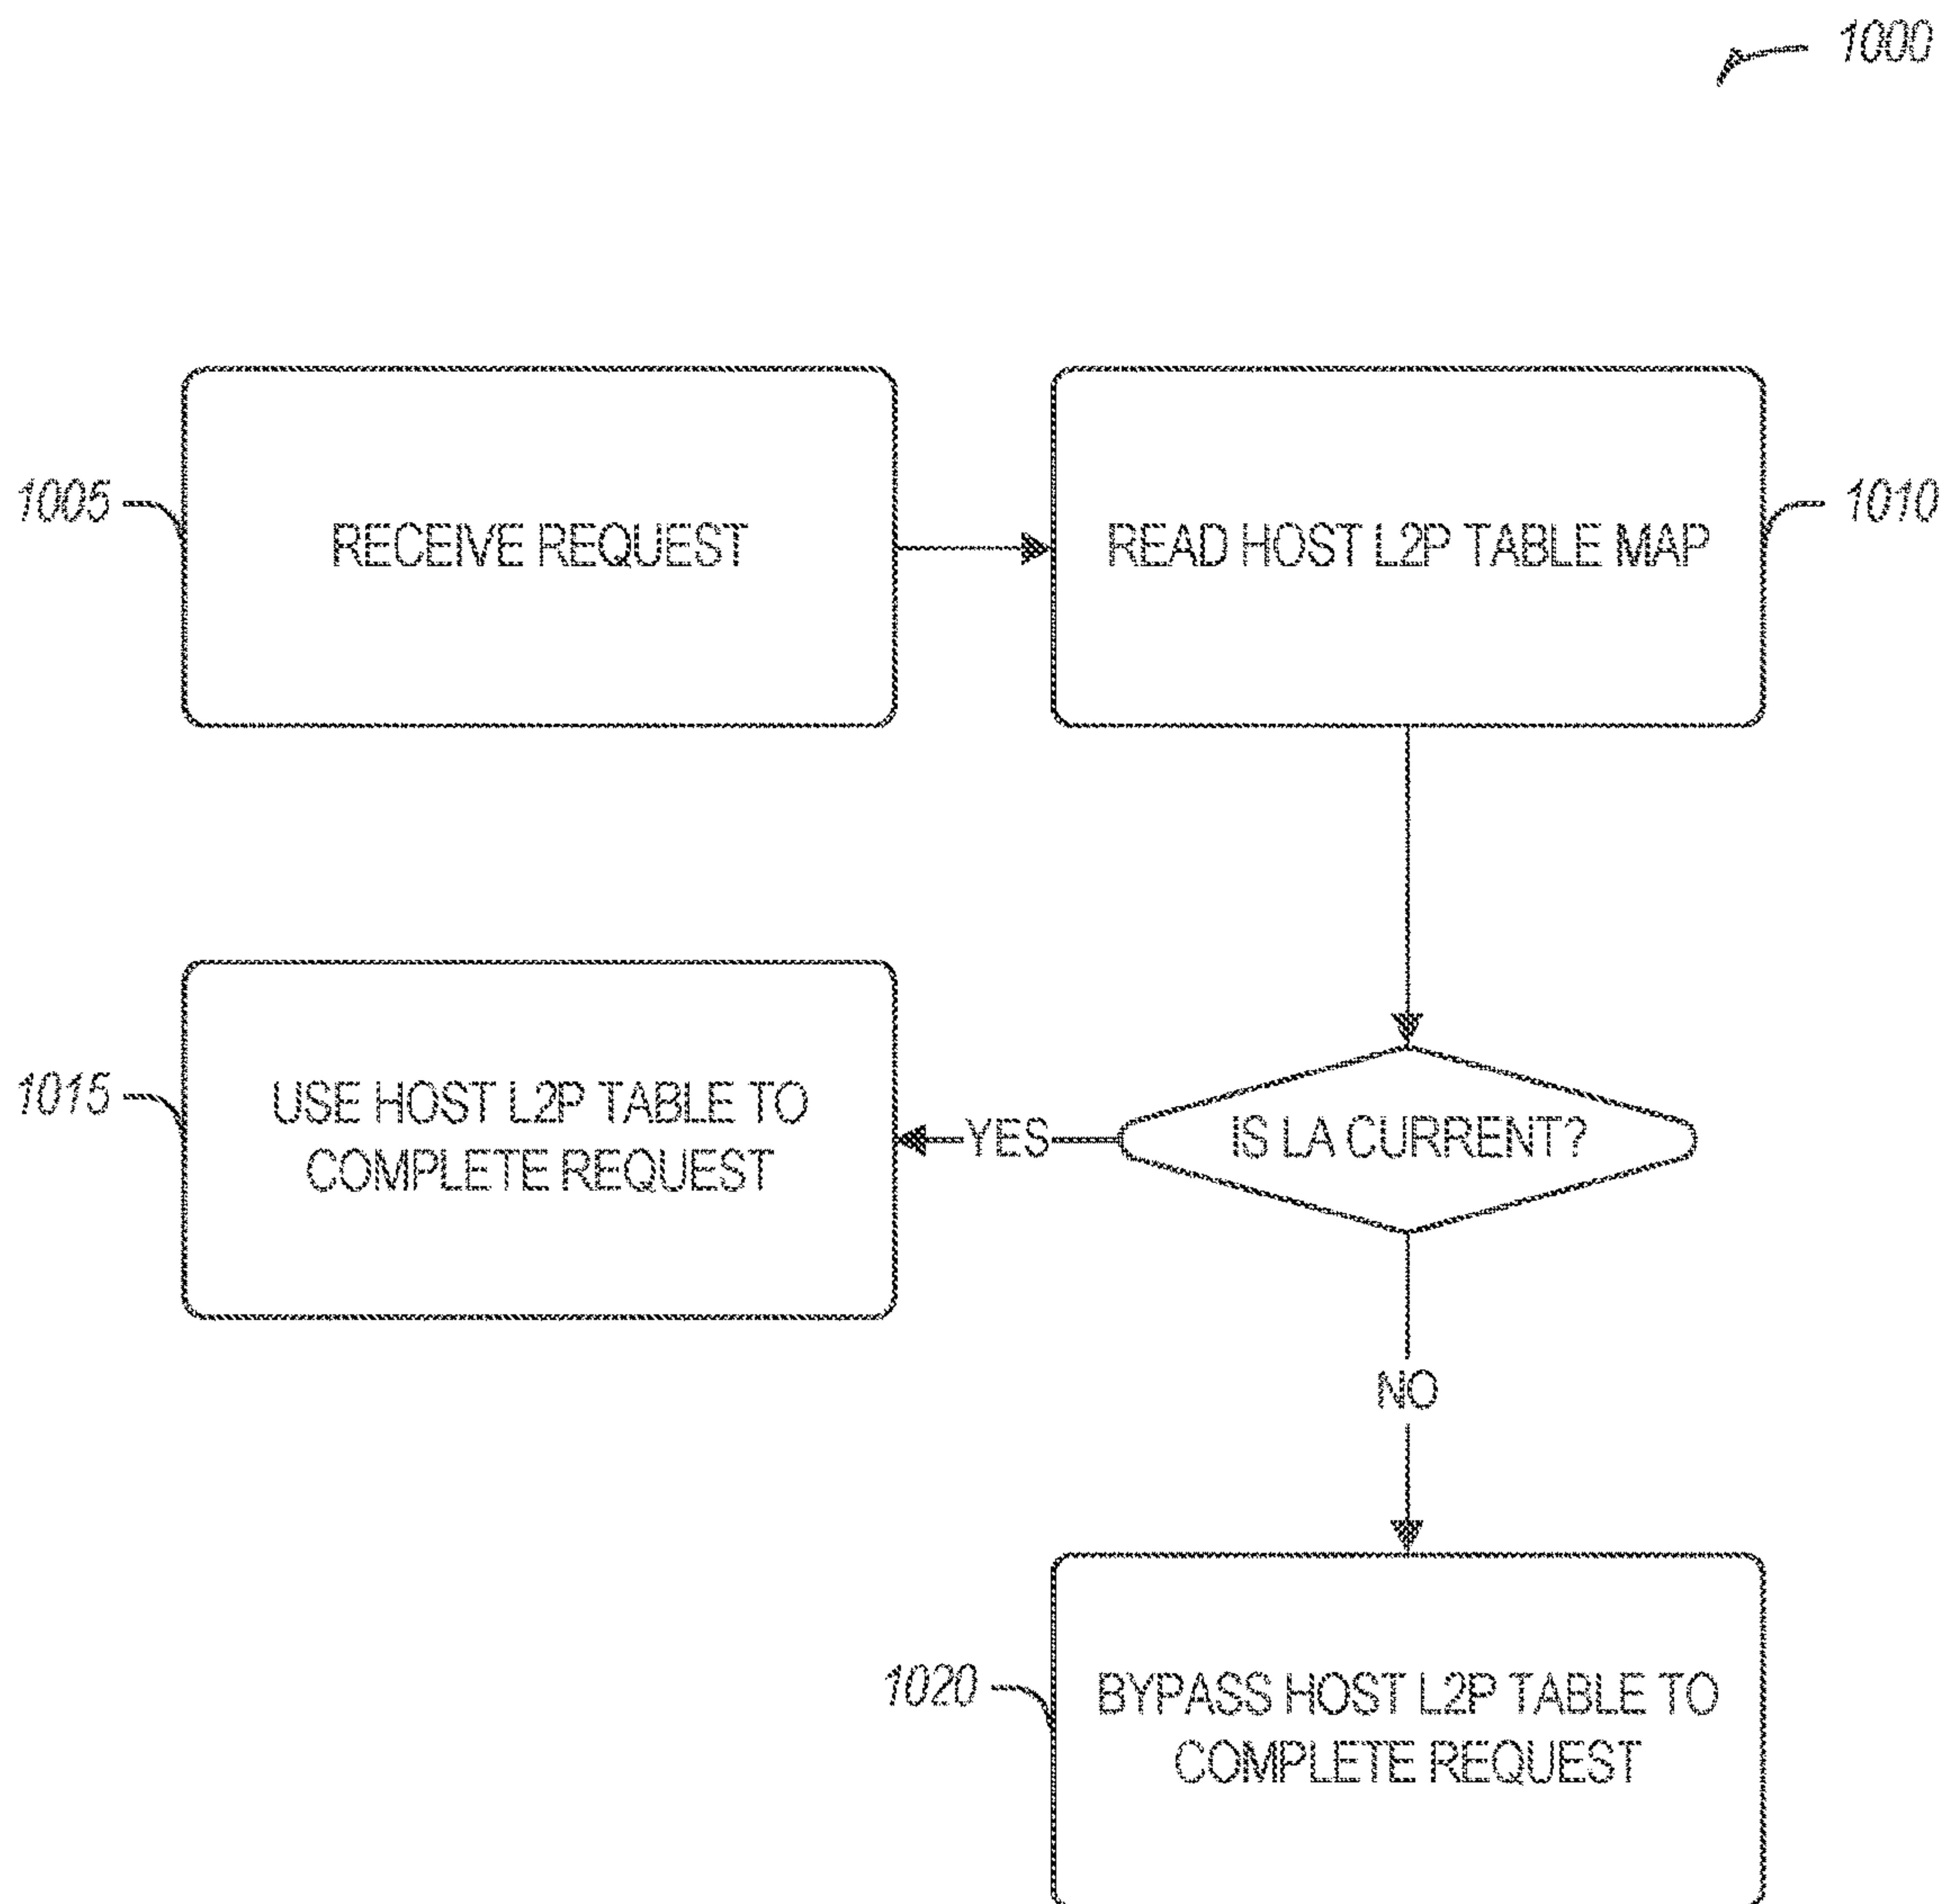 1000
1005
RECEIVE REQUEST
READ HOST L2P TABLE MAP
1010
1015
USE HOST L2P TABLE TO
COMPLETE REQUEST
YES
IS LA CURRENT?
NO
1020
BYPASS HOST L2P TABLE TO
COMPLETE REQUEST